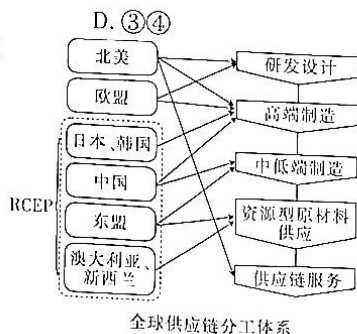 D. ③④
北美
欧盟
日本、韩国
中国
东盟
澳大利亚、
新西兰
RCEP
研发设计
高端制造
中低端制造
资源型原材料
供应
供应链服务
全球供应链分工体系